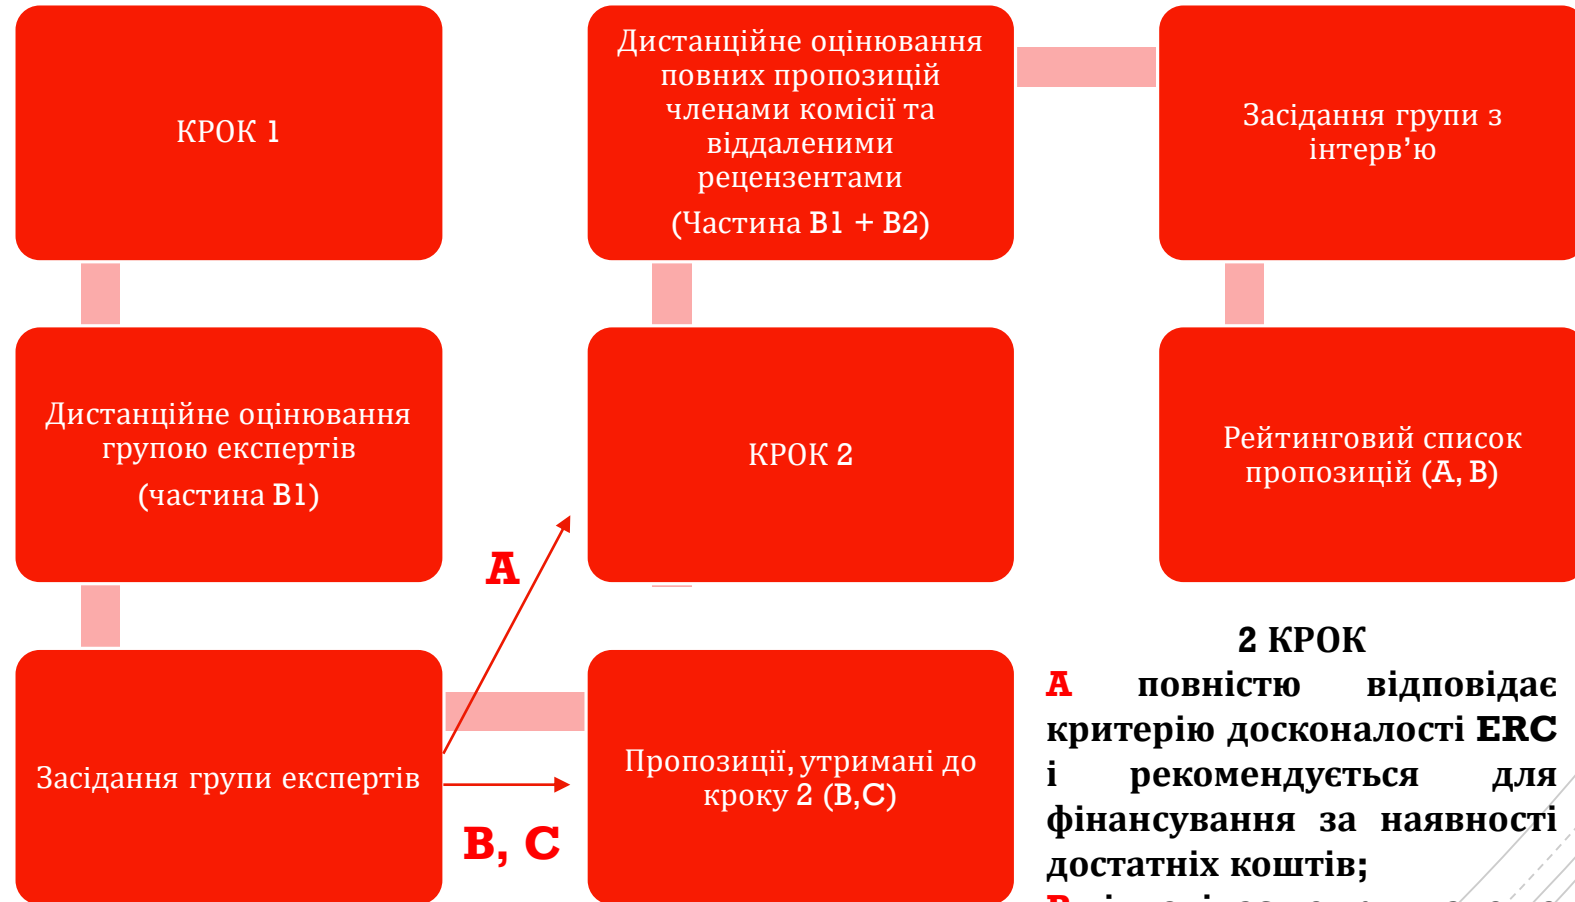 КРОК 1
Дистанційне оцінювання
групою експертів
(частина B1)
Засідання групи експертів
A
B, C
Дистанційне оцінювання
повних пропозицій
членами комісії та
віддаленими
рецензентами
(Частина B1 + B2)
КРОК 2
Пропозиції, утримані до
кроку 2 (B,C)
Засідання групи з
інтерв’ю
Рейтинговий список
пропозицій (A, B)
2 КРОК
A повністю відповідає
критерію досконалості ERC
і рекомендується для
фінансування за наявності
достатніх коштів;